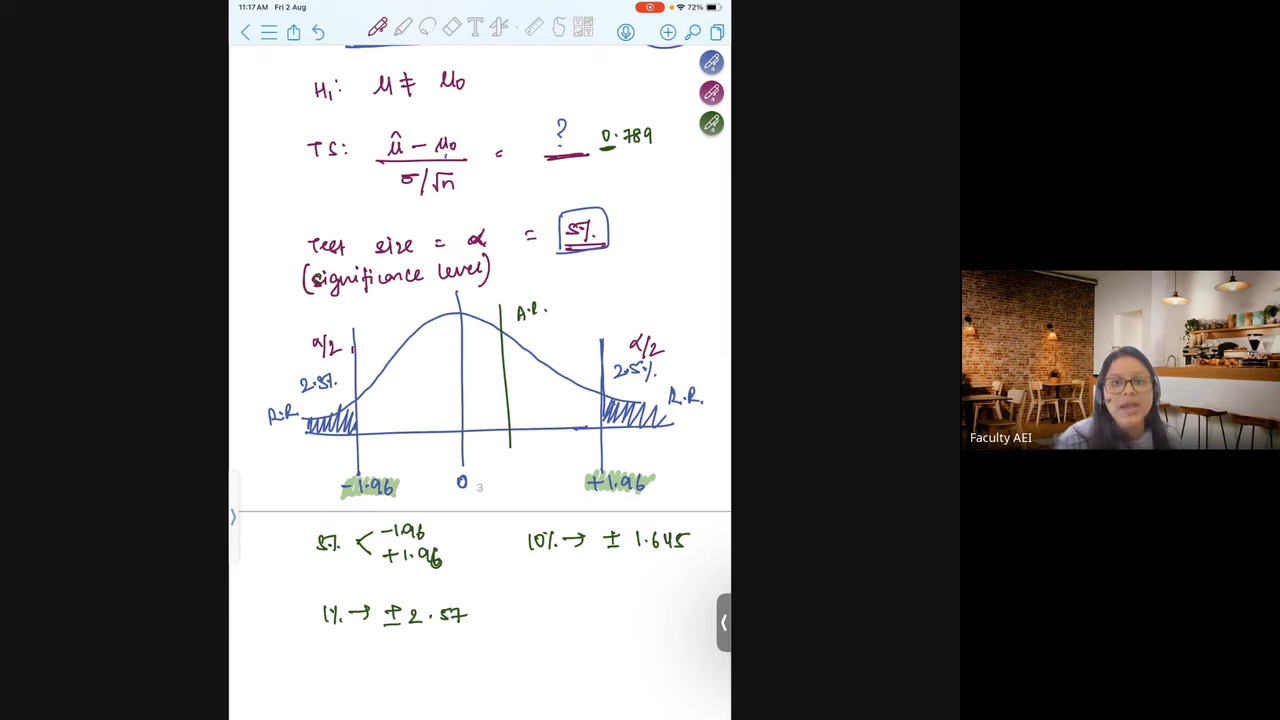 11:17AM Fri 2 Aug
72%
H₁: μ ≠ μ₀
TS: μ̂ − μ₀ / σ/√n = ? 0.789
Test size = α = 5%.
(Significance level)
A.R.
α/2
α/2
2.5%.
2.5%
R.R.
R.R.
-1.96
0
3
+1.96
5% < -1.96
+1.96
10% → ± 1.645
1%. → ± 2.57
Faculty AEI